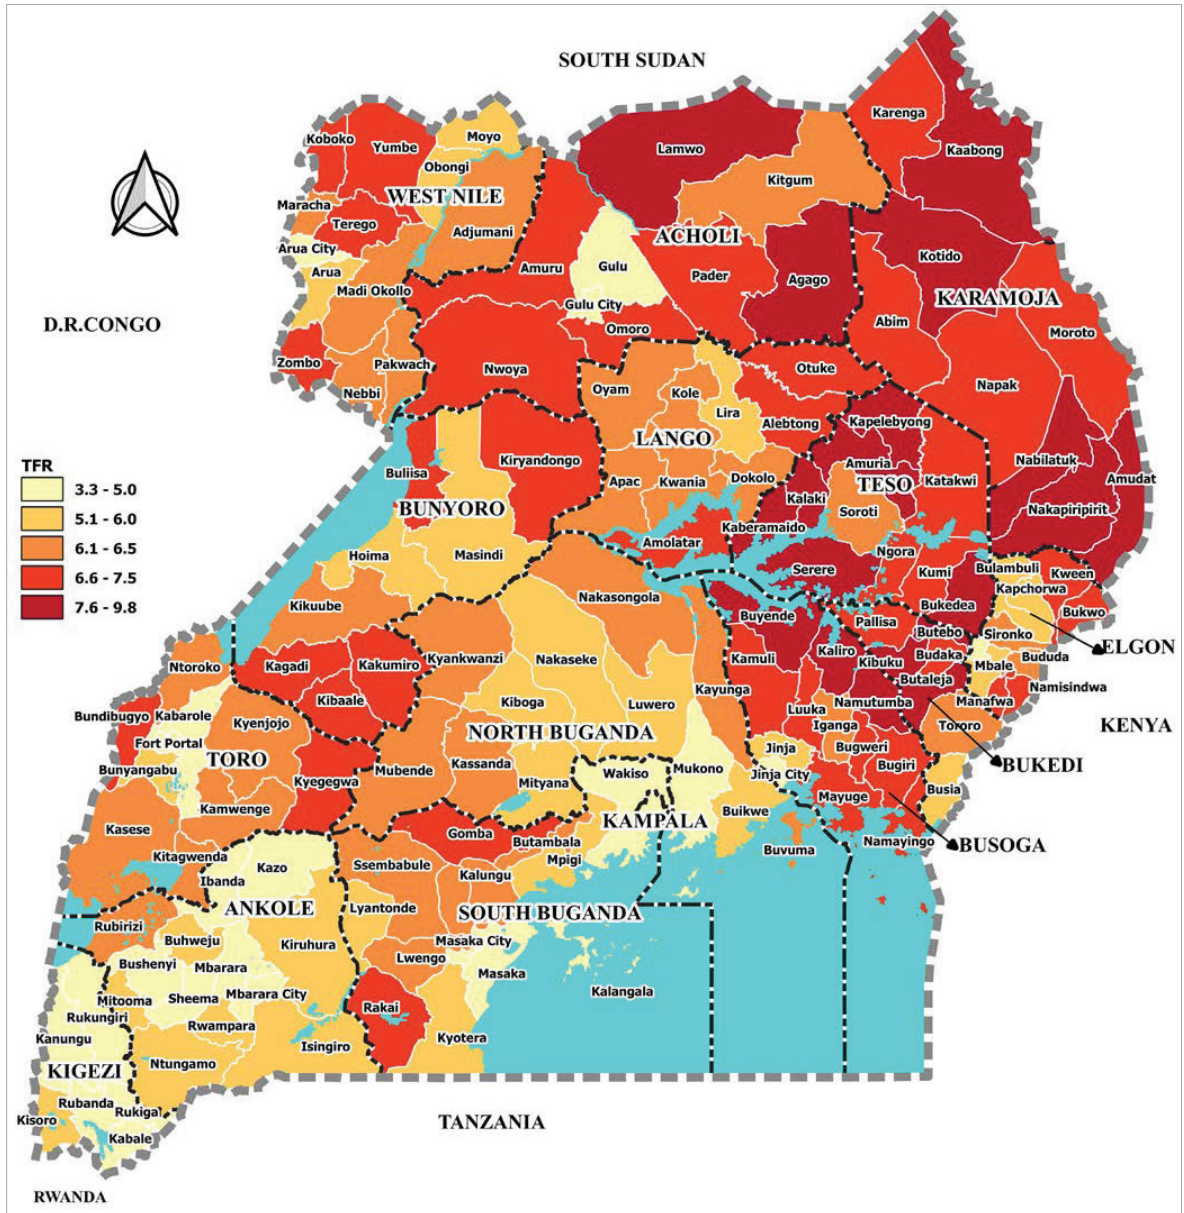 SOUTH SUDAN
Karenga
Kaabong
Koboko
Yumbe
Moyo
Lamwo
Obongi
Kitgum
WEST NILE
Maracha
Terego
Adjumani
ACHOLI
Arua City
Kotido
Arua
Amuru
Gulu
Pader
Agago
Madi Okollo
KARAMOJA
Gulu City
D.R.CONGO
Omoro
Abim
Moroto
Zombo
Pakwach
Nwoya
Otuke
Napak
Nebbi
Oyam
Kole
Lira
Alebtong
Kapelebyong
LANGO
TFR
3.3 - 5.0
5.1 - 6.0
6.1 - 6.5
6.6 - 7.5
7.6 - 9.8
Kiryandongo
Buliisa
Amuria
Nabilatuk
Amudat
Apac
Kwania
Dokolo
TESO
Katakwi
Kalaki
Soroti
Nakapiripirit
BUNYORO
Kaberamaido
Amolatar
Hoima
Masindi
Ngora
Serere
Kumi
Bulambuli
Kween
Kapchorwa
Kikuube
Nakasongola
Bukedea
Bukwo
Buyende
Pallisa
Butebo
Sironko
ELGON
Ntoroko
Kagadi
Kakumiro
Kyankwanzi
Nakaseke
Kamuli
Kaliro
Kibuku
Budaka
Mbale
Bududa
Butaleja
Namisindwa
Kibaale
Kiboga
Luwero
Kayunga
Luuka
Namutumba
Manafwa
Bundibugyo
Kabarole
Kyenjojo
Iganga
Tororo
KENYA
Fort Portal
NORTH BUGANDA
Jinja
Bugweri
TORO
Bunyangabu
Kyegegwa
Mubende
Kassanda
Mityana
Wakiso
Mukono
Jinja City
Bugiri
BUKEDI
Kamwenge
Buikwe
Mayuge
Busia
Kasese
KAMPALA
Gomba
Butambala
Buvuma
Namayingo
BUSOGA
Kitagwenda
Kazo
Ssembabule
Mpigi
Ibanda
Kalungu
ANKOLE
Lyantonde
SOUTH BUGANDA
Rubirizi
Buhweju
Kiruhura
Masaka City
Bushenyi
Mbarara
Lwengo
Masaka
Mitooma
Sheema
Mbarara City
Kalangala
Rukungiri
Rwampara
Rakai
Kanungu
Isingiro
Kyotera
Ntungamo
KIGEZI
Rubanda
Rukiga
Kisoro
Kabale
TANZANIA
RWANDA